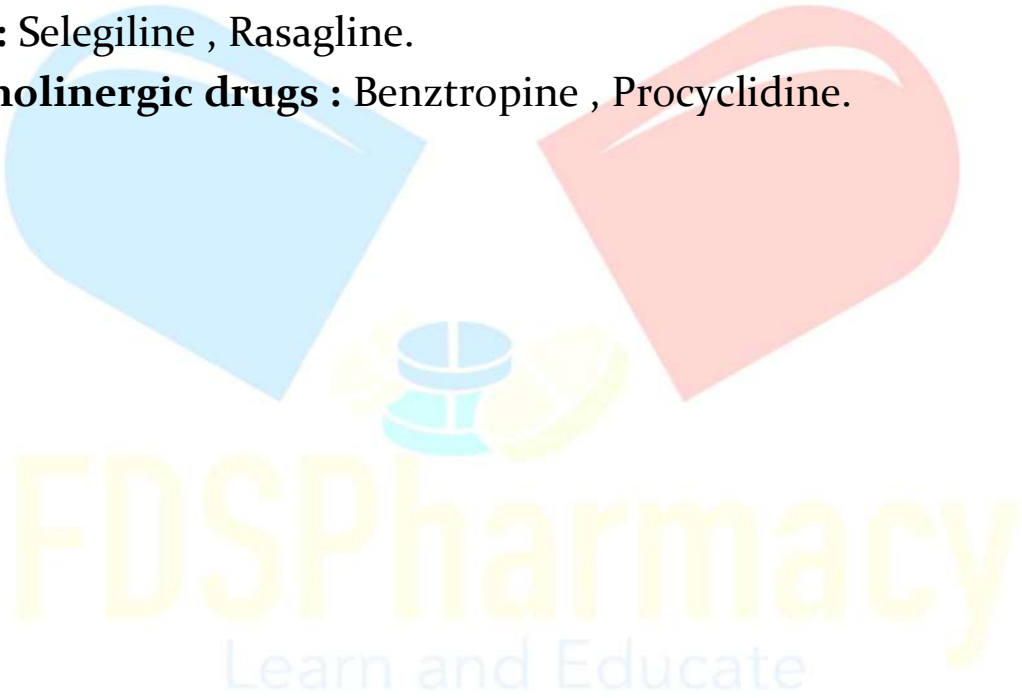 : Selegiline , Rasagline.
holinergic drugs : Benztropine , Procyclidine.
FDSPharmacy
Learn and Educate